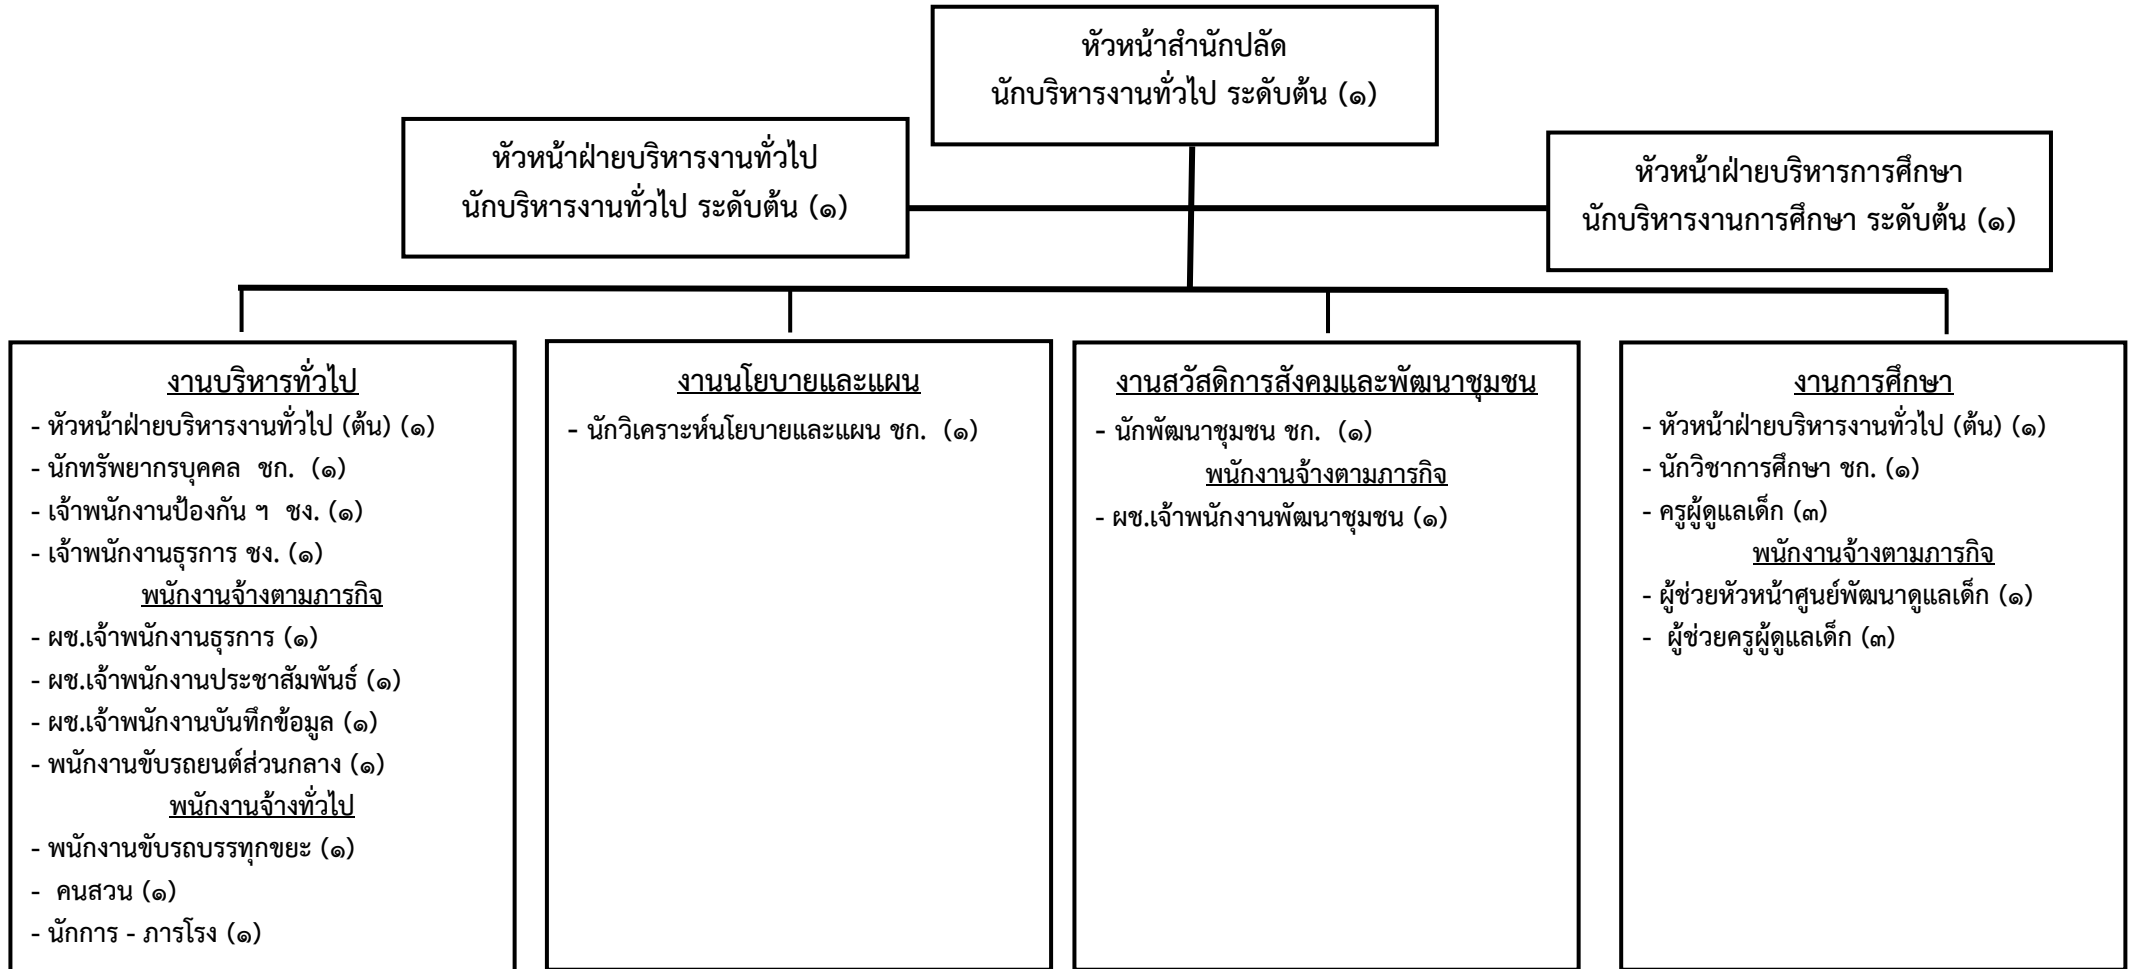 หัวหน้าสำนักปลัด
นักบริหารงานทั่วไป ระดับต้น (๑)
หัวหน้าฝ่ายบริหารงานทั่วไป
นักบริหารงานทั่วไป ระดับต้น (๑)
หัวหน้าฝ่ายบริหารการศึกษา
นักบริหารงานการศึกษา ระดับต้น (๑)
งานบริหารทั่วไป
- หัวหน้าฝ่ายบริหารงานทั่วไป (ต้น) (๑)
- นักทรัพยากรบุคคล ชก. (๑)
- เจ้าพนักงานป้องกัน ฯ ชง. (๑)
- เจ้าพนักงานธุรการ ชง. (๑)
พนักงานจ้างตามภารกิจ
- ผช.เจ้าพนักงานธุรการ (๑)
- ผช.เจ้าพนักงานประชาสัมพันธ์ (๑)
- ผช.เจ้าพนักงานบันทึกข้อมูล (๑)
- พนักงานขับรถยนต์ส่วนกลาง (๑)
พนักงานจ้างทั่วไป
- พนักงานขับรถบรรทุกขยะ (๑)
- คนสวน (๑)
- นักการ - ภารโรง (๑)
งานนโยบายและแผน
- นักวิเคราะห์นโยบายและแผน ชก. (๑)
งานสวัสดิการสังคมและพัฒนาชุมชน
- นักพัฒนาชุมชน ชก. (๑)
พนักงานจ้างตามภารกิจ
- ผช.เจ้าพนักงานพัฒนาชุมชน (๑)
งานการศึกษา
- หัวหน้าฝ่ายบริหารงานทั่วไป (ต้น) (๑)
- นักวิชาการศึกษา ชก. (๑)
- ครูผู้ดูแลเด็ก (๓)
พนักงานจ้างตามภารกิจ
- ผู้ช่วยหัวหน้าศูนย์พัฒนาดูแลเด็ก (๑)
- ผู้ช่วยครูผู้ดูแลเด็ก (๓)